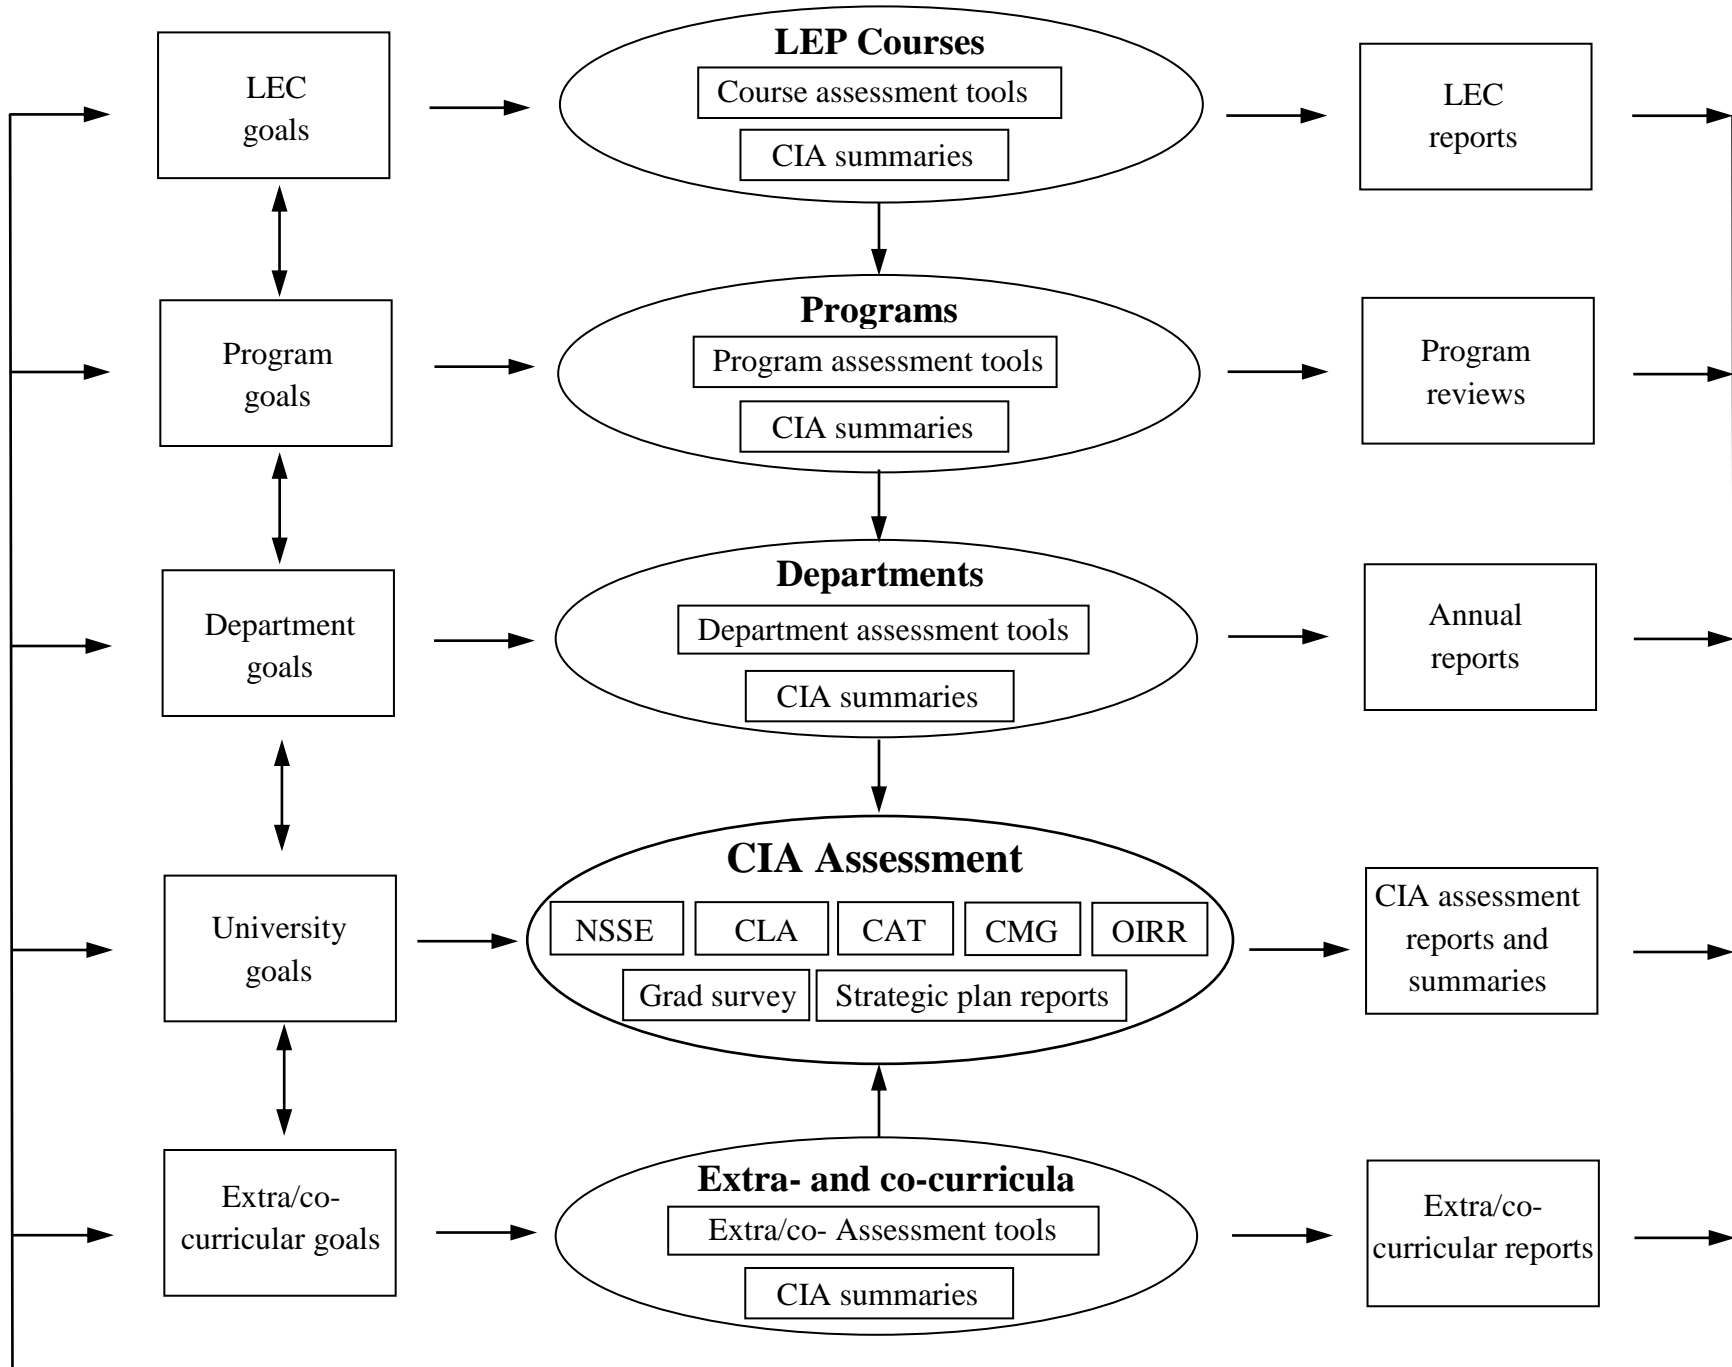 LEC
goals
LEP Courses
Course assessment tools
CIA summaries
LEC
reports
Program
goals
Programs
Program assessment tools
CIA summaries
Program
reviews
Department
goals
Departments
Department assessment tools
CIA summaries
Annual
reports
University
goals
CIA Assessment
NSSE
CLA
CAT
CMG
OIRR
Grad survey
Strategic plan reports
CIA assessment
reports and
summaries
Extra/co-
curricular goals
Extra- and co-curricula
Extra/co- Assessment tools
CIA summaries
Extra/co-
curricular reports